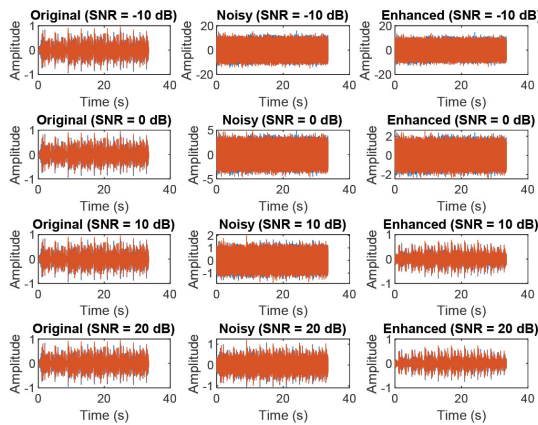 Original (SNR = -10 dB) Noisy (SNR = -10 dB) Enhanced (SNR = -10 dB)
Amplitude 1 0 -1 Amplitude 20 0 -20 Amplitude 20 0 -20
0 20 40 0 20 40 0 20 40
Time (s) Time (s) Time (s)
Original (SNR = 0 dB) Noisy (SNR = 0 dB) Enhanced (SNR = 0 dB)
Amplitude 1 0 -1 Amplitude 5 0 -5 Amplitude 2 0 -2
0 20 40 0 20 40 0 20 40
Time (s) Time (s) Time (s)
Original (SNR = 10 dB) Noisy (SNR = 10 dB) Enhanced (SNR = 10 dB)
Amplitude 1 0 -1 Amplitude 2 1 0 -1 Amplitude 1 0 -1
0 20 40 0 20 40 0 20 40
Time (s) Time (s) Time (s)
Original (SNR = 20 dB) Noisy (SNR = 20 dB) Enhanced (SNR = 20 dB)
Amplitude 1 0 -1 Amplitude 1 0 -1 Amplitude 1 0 -1
0 20 40 0 20 40 0 20 40
Time (s) Time (s) Time (s)